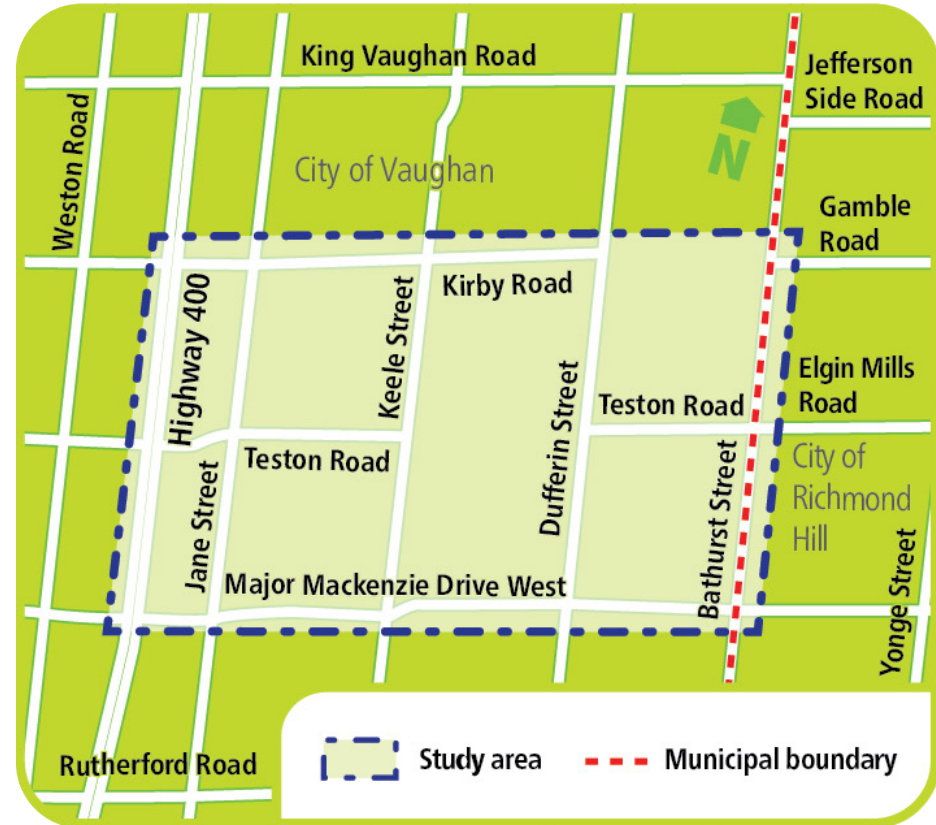 King Vaughan Road
Jefferson
Side Road
Weston Road
N
City of Vaughan
Gamble
Road
Kirby Road
Highway 400
Keele Street
Dufferin Street
Teston Road
Elgin Mills
Road
Teston Road
Jane Street
Bathurst Street
City of
Richmond
Hill
Major Mackenzie Drive West
Yonge Street
Rutherford Road
Study area
Municipal boundary